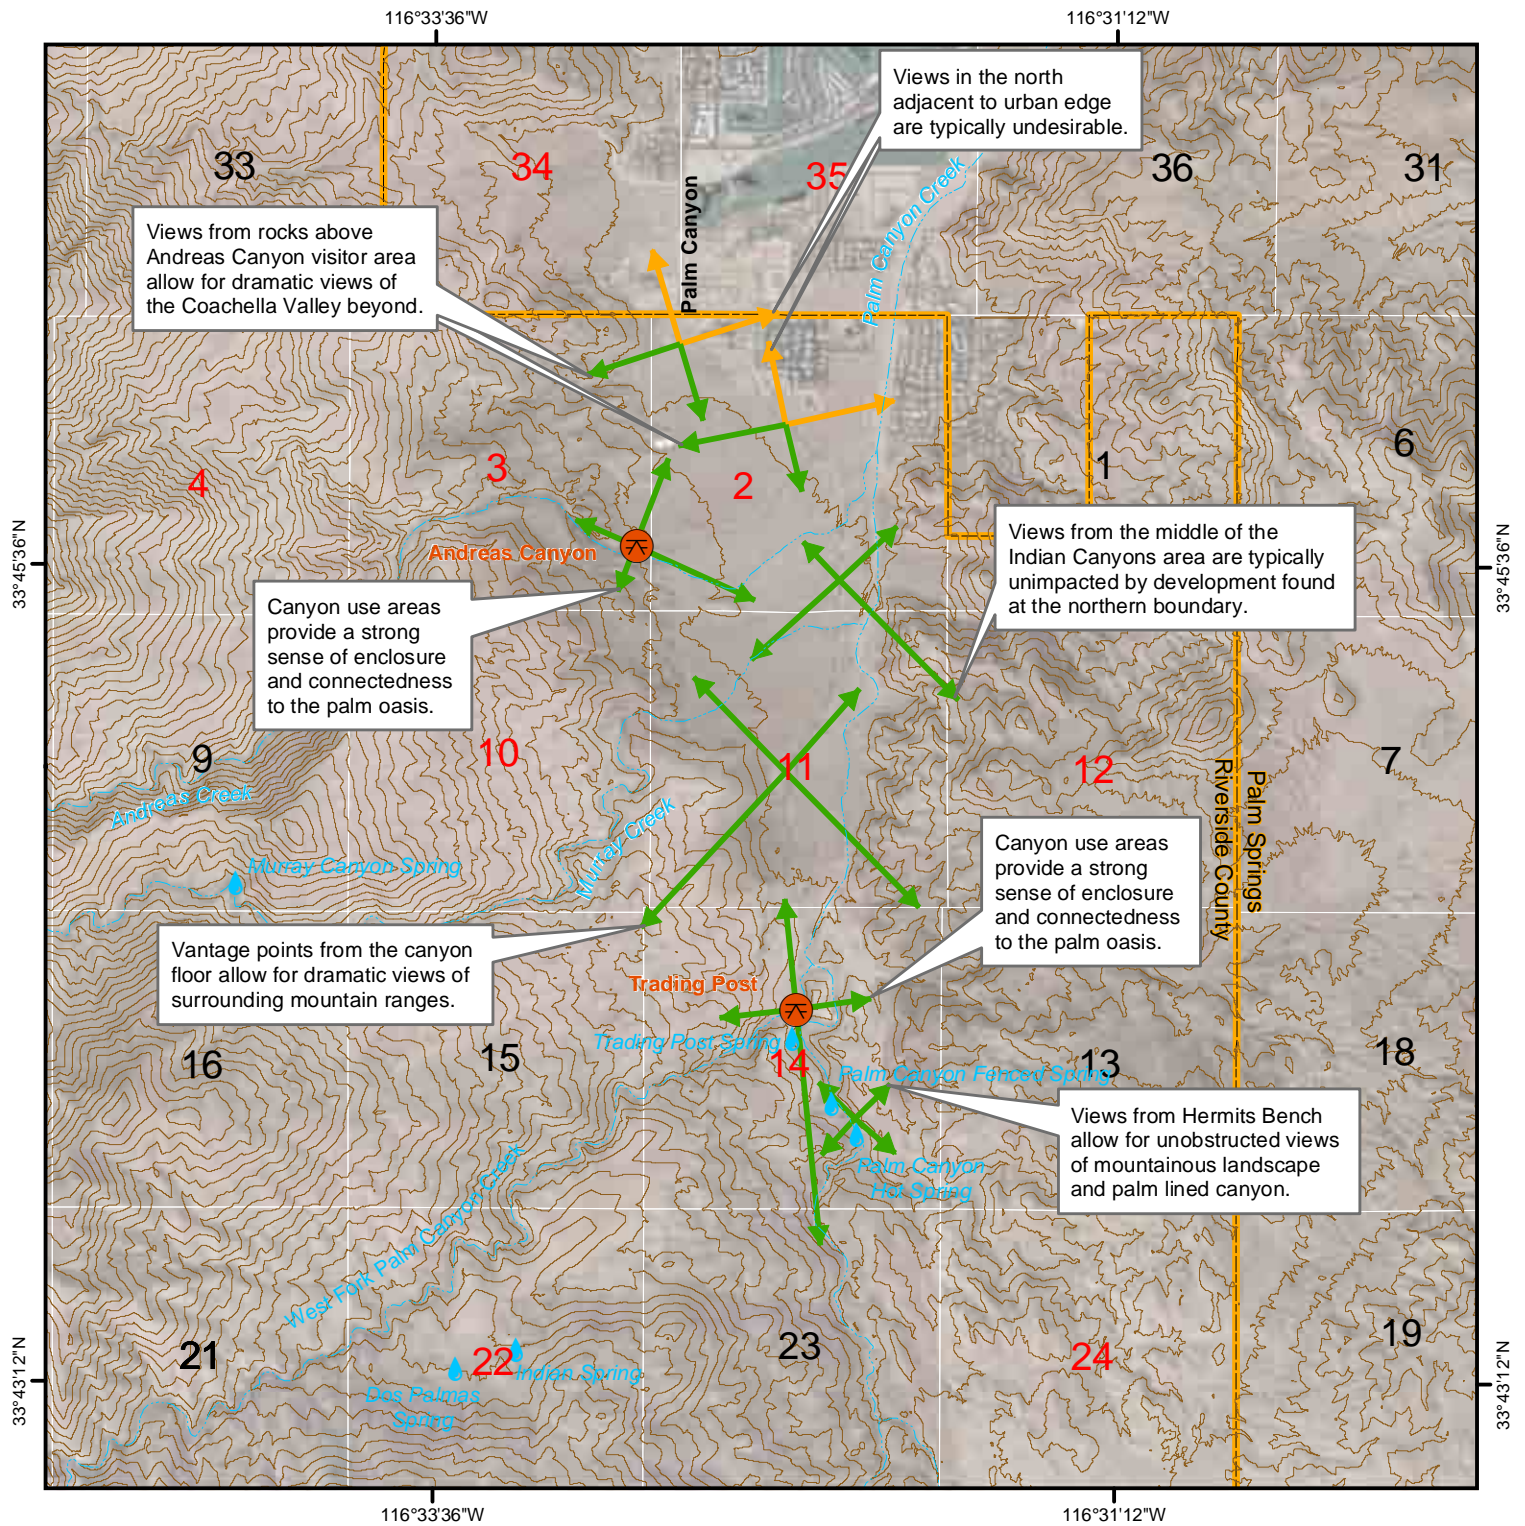 116°33'36"W
116°31'12"W
Views in the north
adjacent to urban edge
are typically undesirable.
33
34
35
36
31
Palm Canyon
Palm Canyon Creek
Views from rocks above
Andreas Canyon visitor area
allow for dramatic views of
the Coachella Valley beyond.
4
3
2
1
6
33°45'36"N
33°45'36"N
Andreas Canyon
Views from the middle of the
Indian Canyons area are typically
unimpacted by development found
at the northern boundary.
Canyon use areas
provide a strong
sense of enclosure
and connectedness
to the palm oasis.
9
10
11
12
7
Andreas Creek
Murray Creek
Murray Canyon Spring
Riverside County
Palm Springs
Canyon use areas
provide a strong
sense of enclosure
and connectedness
to the palm oasis.
Vantage points from the canyon
floor allow for dramatic views of
surrounding mountain ranges.
Trading Post
Trading Post Spring
16
15
14
13
18
Palm Canyon Fenced Spring
Views from Hermits Bench
allow for unobstructed views
of mountainous landscape
and palm lined canyon.
Palm Canyon
Hot Spring
West Fork Palm Canyon Creek
21
22
23
24
19
Indian Spring
Dos Palmas
Spring
33°43'12"N
33°43'12"N
116°33'36"W
116°31'12"W